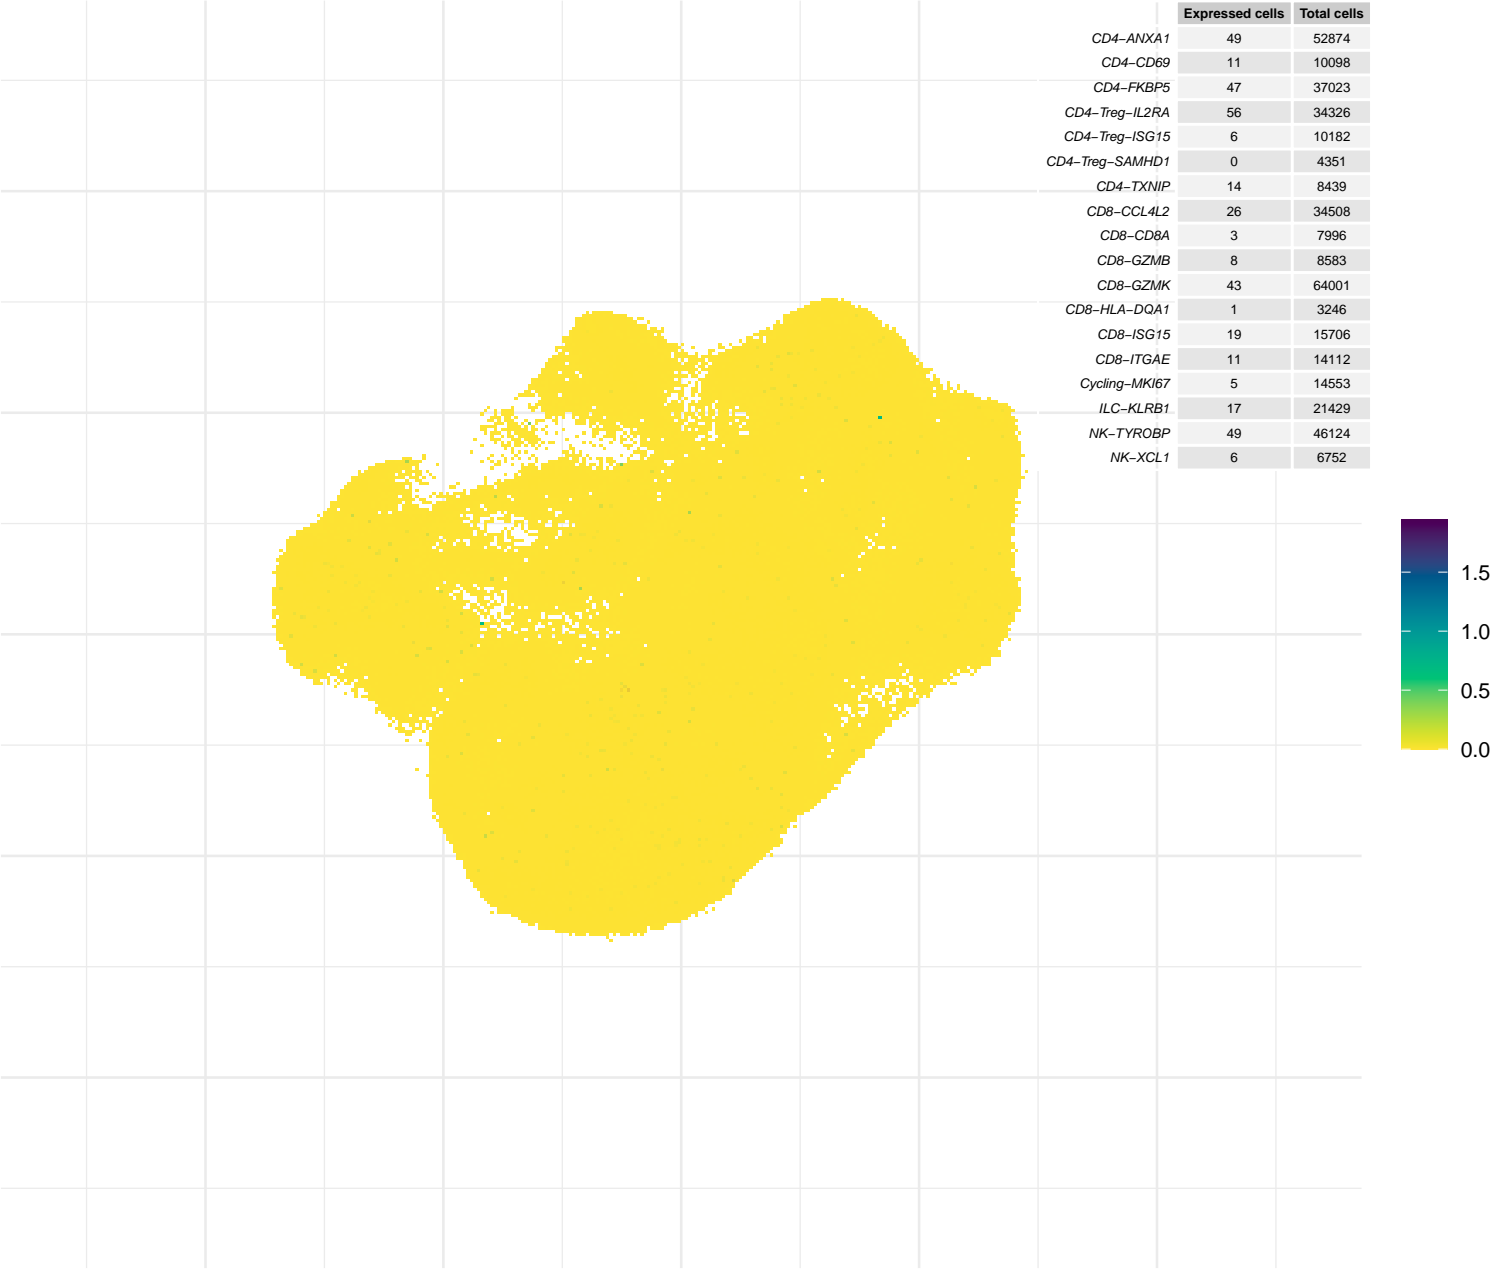 Expressed cells Total cells
CD4−ANXA1 49 52874
CD4−CD69 11 10098
CD4−FKBP5 47 37023
CD4−Treg−IL2RA 56 34326
CD4−Treg−ISG15 6 10182
CD4−Treg−SAMHD1 0 4351
CD4−TXNIP 14 8439
CD8−CCL4L2 26 34508
CD8−CD8A 3 7996
CD8−GZMB 8 8583
CD8−GZMK 43 64001
CD8−HLA−DQA1 1 3246
CD8−ISG15 19 15706
CD8−ITGAE 11 14112
Cycling−MKI67 5 14553
ILC−KLRB1 17 21429
NK−TYROBP 49 46124
NK−XCL1 6 6752
1.5
1.0
0.5
0.0